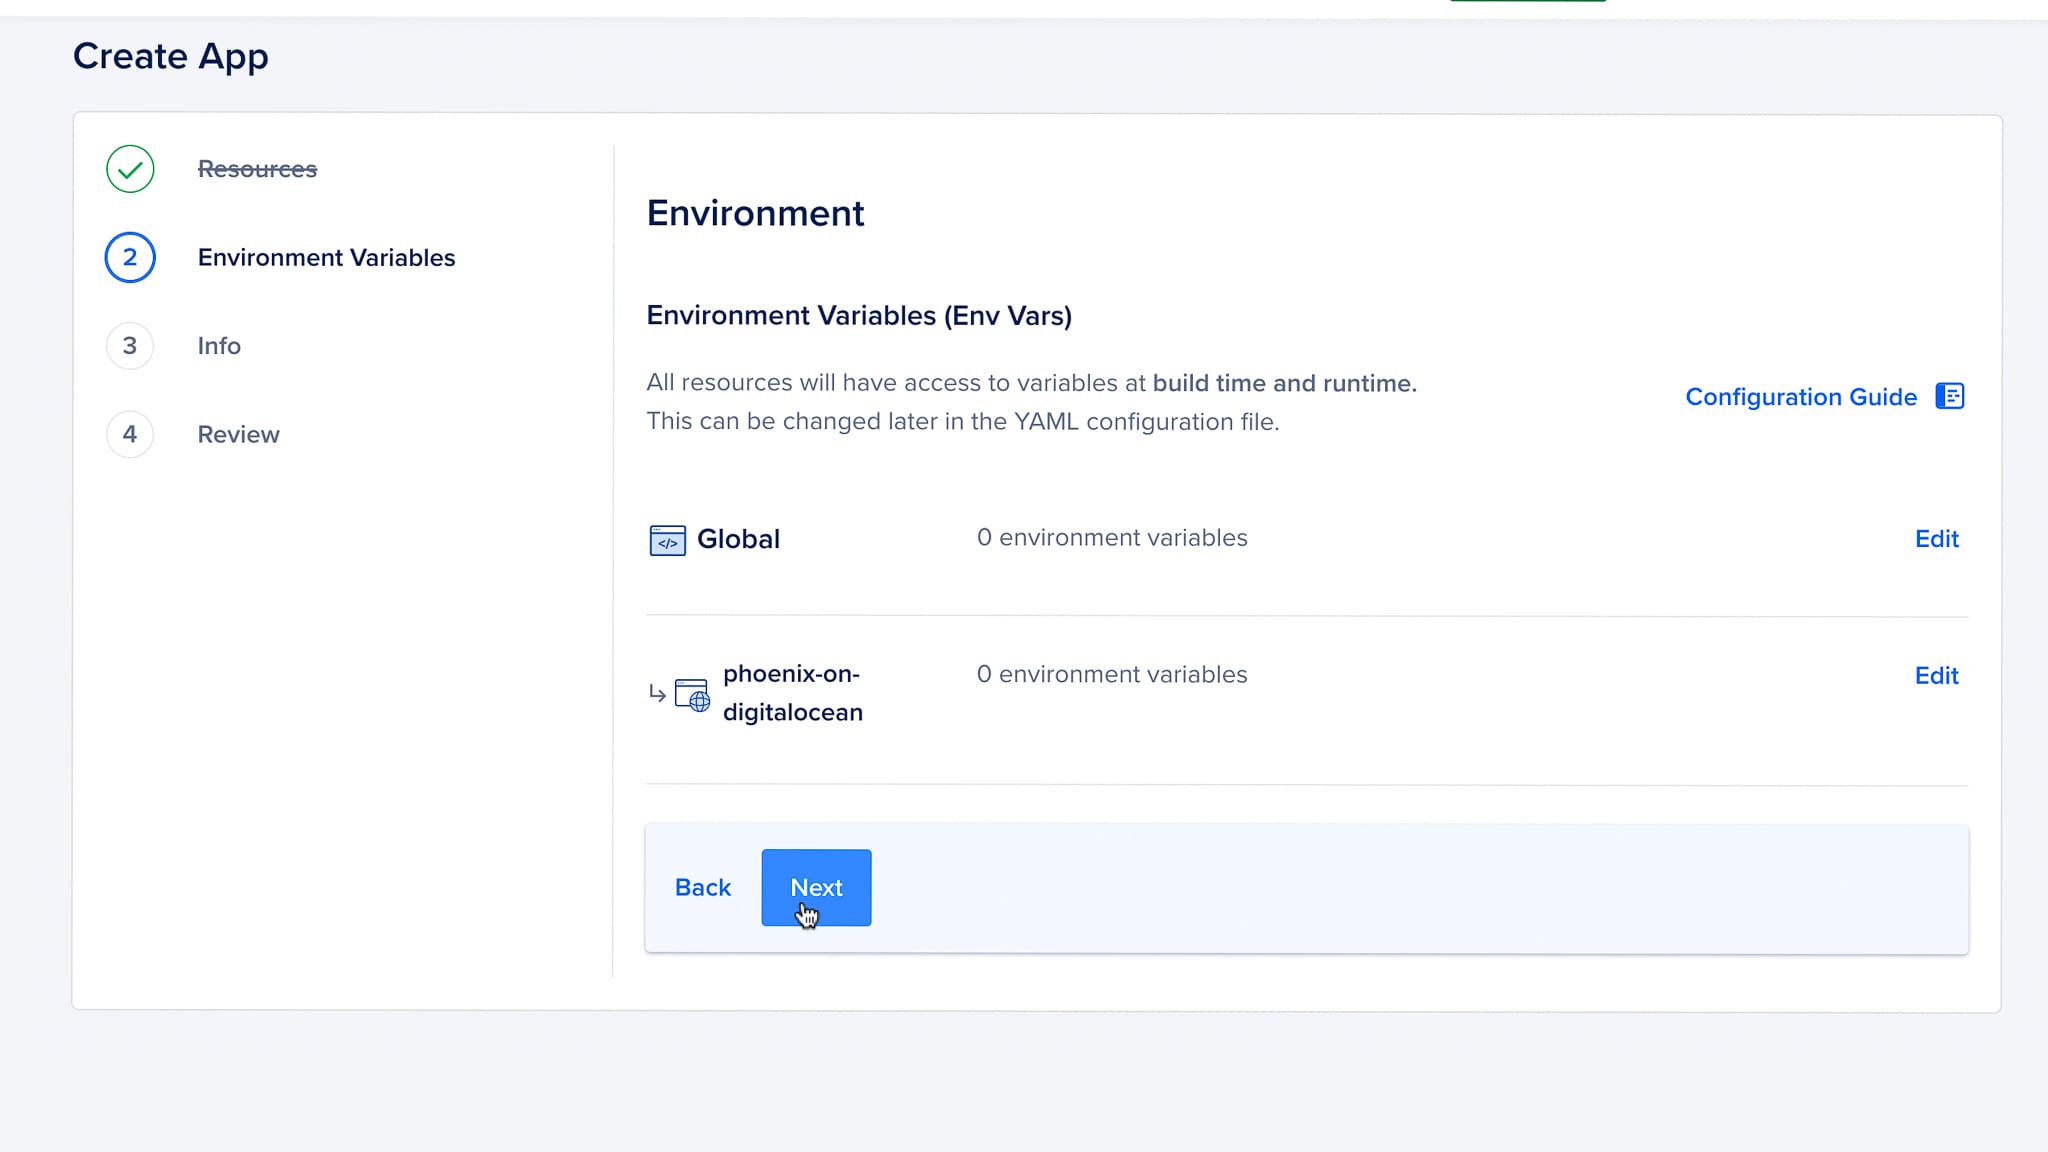 Create App
Resources
2
Environment Variables
3
Info
4
Review
Environment
Environment Variables (Env Vars)
All resources will have access to variables at build time and runtime.
This can be changed later in the YAML configuration file.
Configuration Guide
</> Global
0 environment variables
Edit
phoenix-on-
digitalocean
0 environment variables
Edit
Back
Next